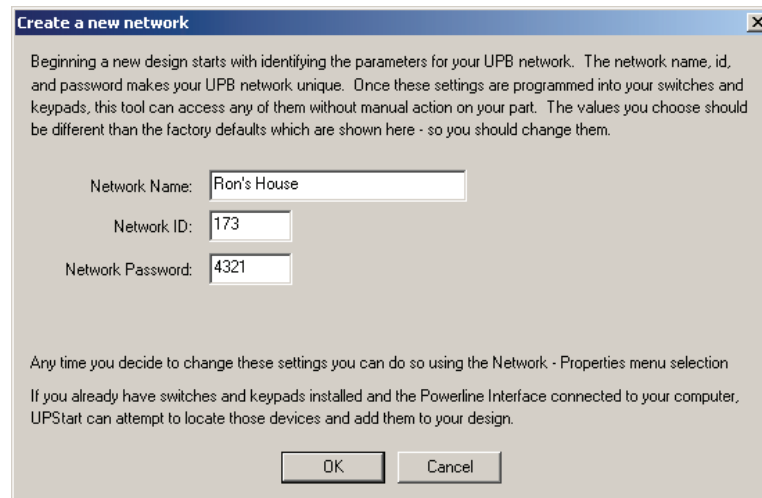 Create a new network
Beginning a new design starts with identifying the parameters for your UPB network. The network name, id,
and password makes your UPB network unique. Once these settings are programmed into your switches and
keypads, this tool can access any of them without manual action on your part. The values you choose should
be different than the factory defaults which are shown here - so you should change them.
Network Name: Ron's House
Network ID: 173
Network Password: 4321
Any time you decide to change these settings you can do so using the Network - Properties menu selection
If you already have switches and keypads installed and the Powerline Interface connected to your computer,
UPStart can attempt to locate those devices and add them to your design.
OK Cancel